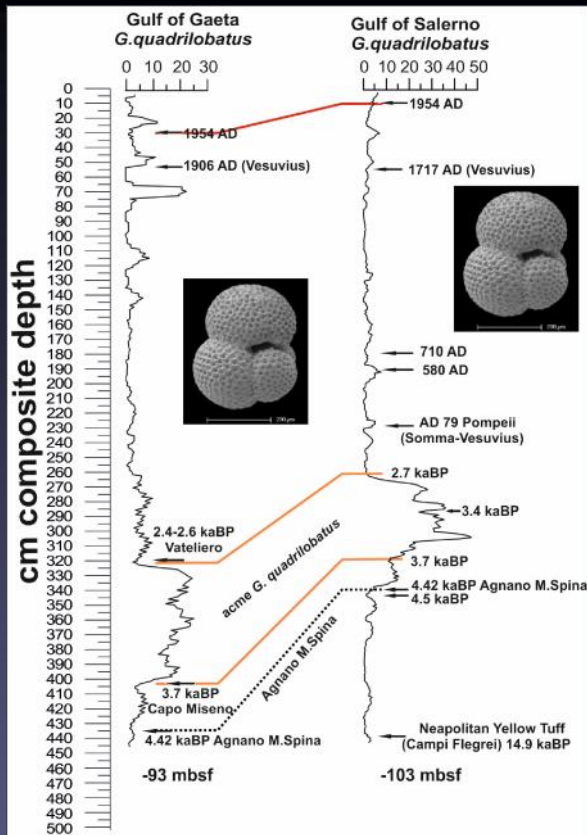 Gulf of Gaeta
G.quadrilobatus
Gulf of Salerno
G.quadrilobatus
0 10 20 30
0 10 20 30 40 50
cm composite depth
0
10
20
30
40
50
60
70
80
90
100
110
120
130
140
150
160
170
180
190
200
210
220
230
240
250
260
270
280
290
300
310
320
330
340
350
360
370
380
390
400
410
420
430
440
450
460
470
480
490
500
1954 AD
1906 AD (Vesuvius)
2.4-2.6 kaBP
Vateliero
3.7 kaBP
Capo Miseno
4.42 kaBP Agnano M.Spina
-93 mbsf
acme G. quadrilobatus
Agnano M.Spina
1954 AD
1717 AD (Vesuvius)
710 AD
580 AD
AD 79 Pompeii
(Somma-Vesuvius)
2.7 kaBP
3.4 kaBP
3.7 kaBP
4.42 kaBP Agnano M.Spina
4.5 kaBP
Neapolitan Yellow Tuff
(Campi Flegrei) 14.9 kaBP
-103 mbsf